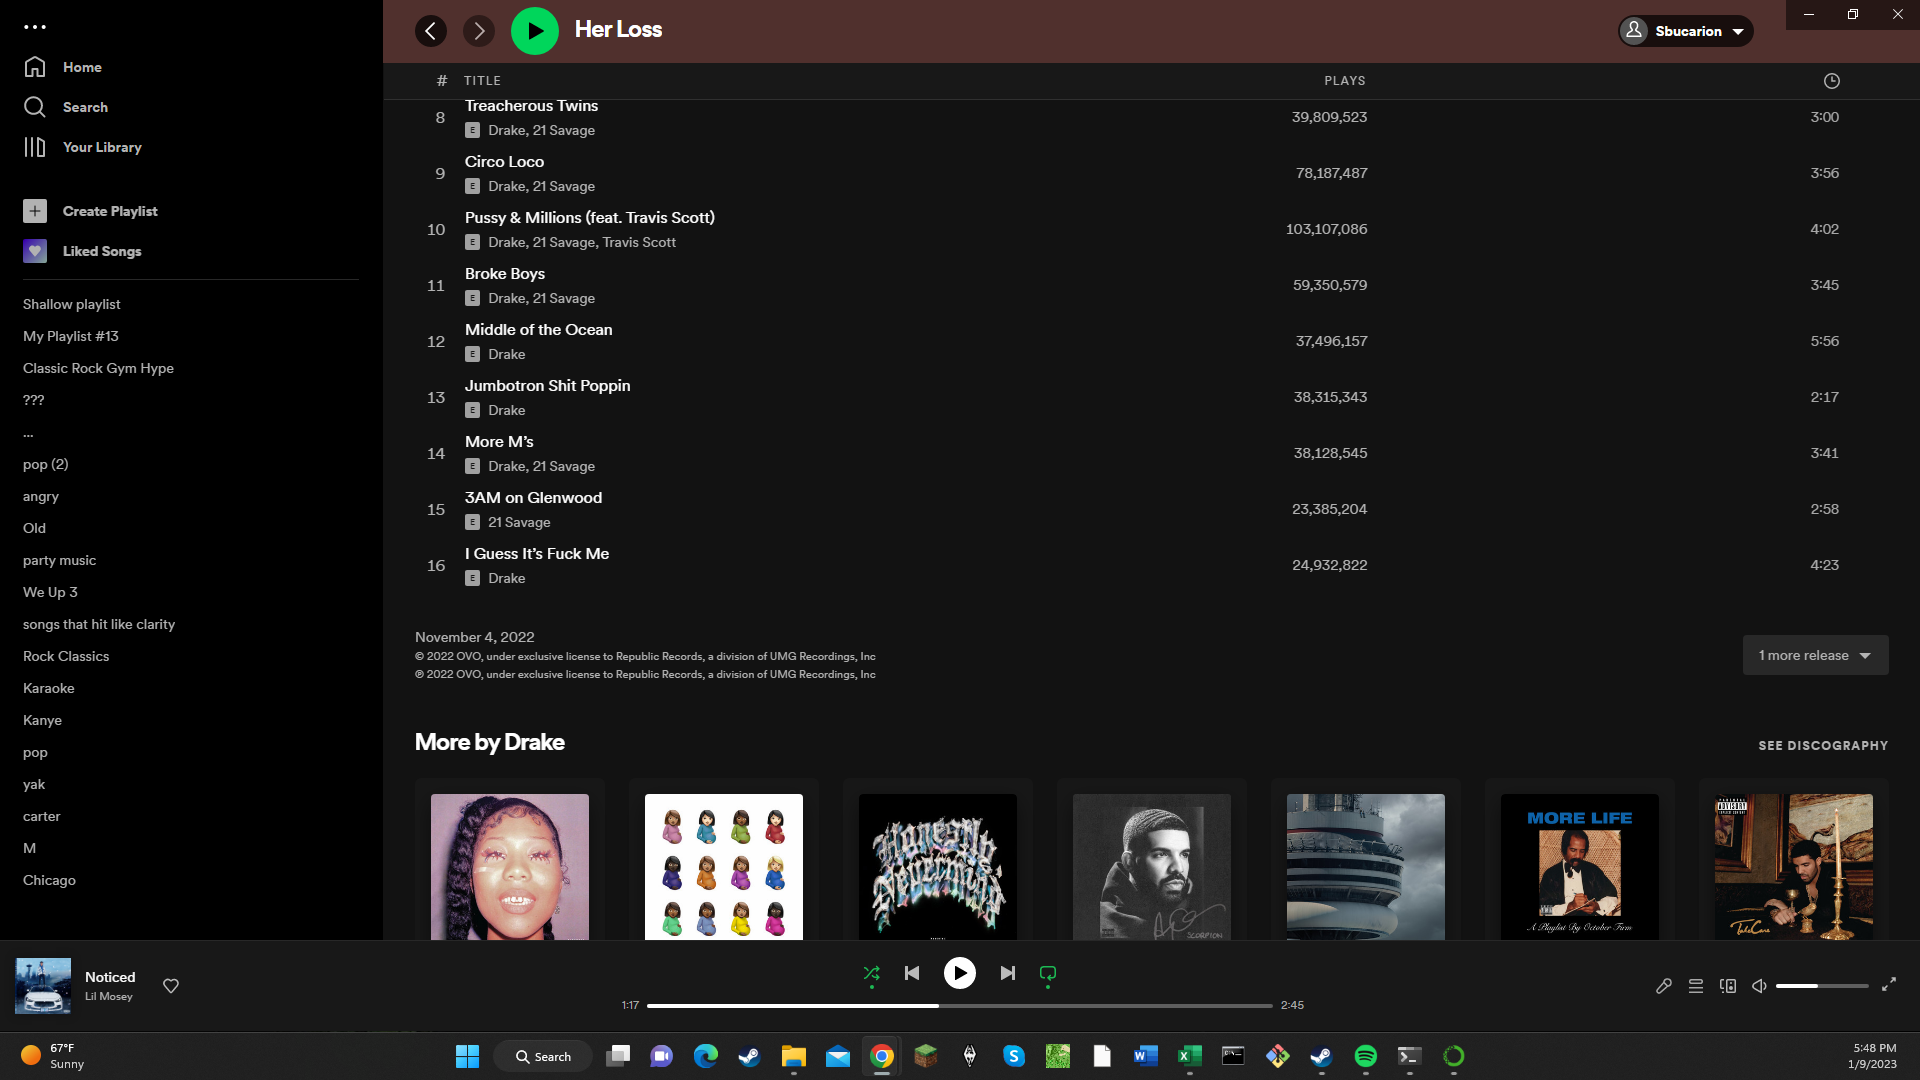 Home
Search
Your Library
Create Playlist
Liked Songs
Shallow playlist
My Playlist #13
Classic Rock Gym Hype
???
...
pop (2)
angry
Old
party music
We Up 3
songs that hit like clarity
Rock Classics
Karaoke
Kanye
pop
yak
carter
M
Chicago
Her Loss
Sbucarion
# TITLE PLAYS
Treacherous Twins
8 39,809,523 3:00
E Drake, 21 Savage
Circo Loco
9 78,187,487 3:56
E Drake, 21 Savage
Pussy & Millions (feat. Travis Scott)
10 103,107,086 4:02
E Drake, 21 Savage, Travis Scott
Broke Boys
11 59,350,579 3:45
E Drake, 21 Savage
Middle of the Ocean
12 37,496,157 5:56
E Drake
Jumbotron Shit Poppin
13 38,315,343 2:17
E Drake
More M’s
14 38,128,545 3:41
E Drake, 21 Savage
3AM on Glenwood
15 23,385,204 2:58
E 21 Savage
I Guess It’s Fuck Me
16 24,932,822 4:23
E Drake
November 4, 2022
© 2022 OVO, under exclusive license to Republic Records, a division of UMG Recordings, Inc
℗ 2022 OVO, under exclusive license to Republic Records, a division of UMG Recordings, Inc
1 more release
More by Drake
SEE DISCOGRAPHY
Honestly
Nevermind
SCORPION
MORE LIFE
A Playlist By October Firm
PARENTAL
ADVISORY
EXPLICIT CONTENT
Take Care
Noticed
Lil Mosey
1:17 2:45
67°F
Sunny
Search
5:48 PM
1/9/2023